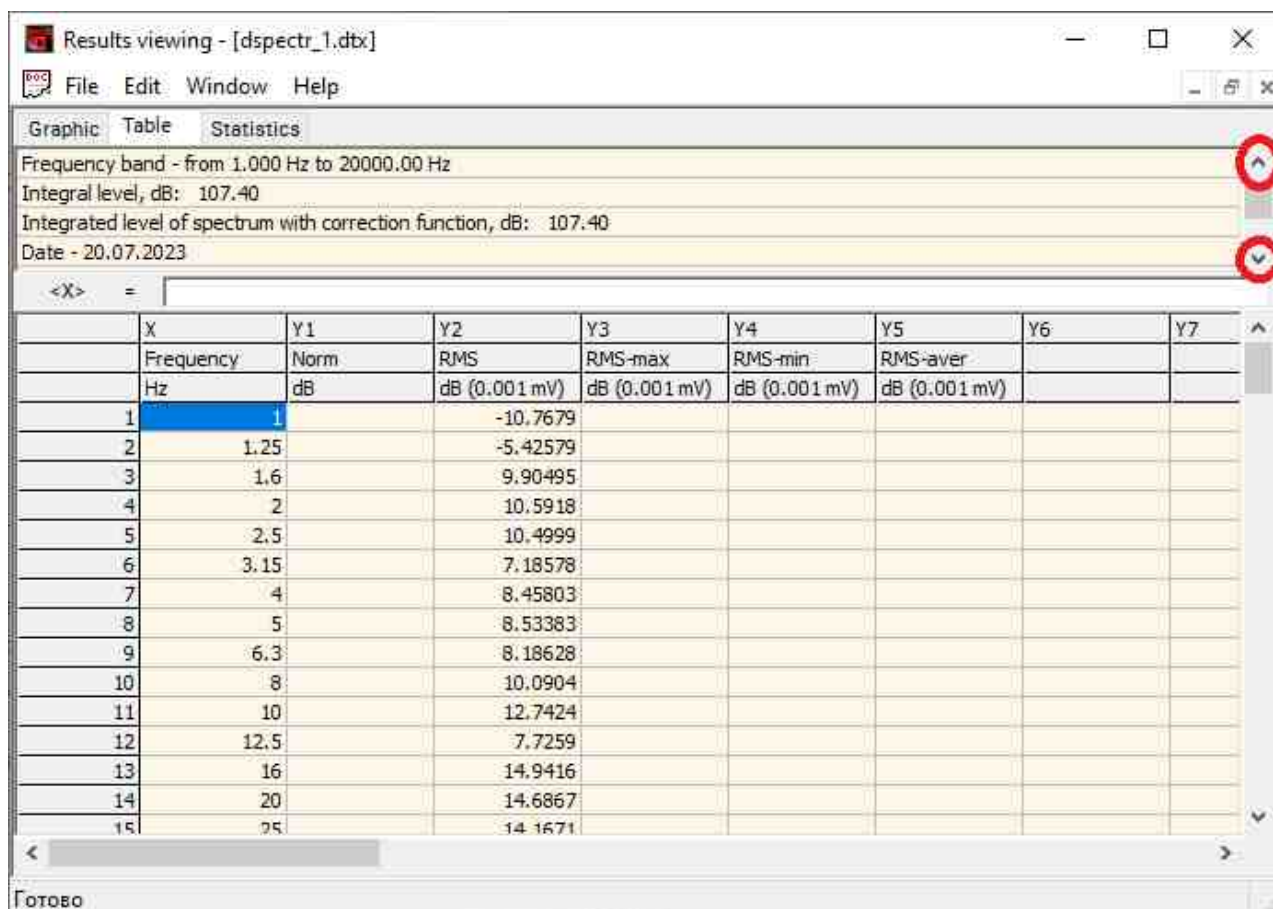 Results viewing - [dspectr_1.dtx]
DOC File Edit Window Help
Graphic Table Statistics
Frequency band - from 1.000 Hz to 20000.00 Hz
Integral level, dB: 107.40
Integrated level of spectrum with correction function, dB: 107.40
Date - 20.07.2023
<X> =
X Y1 Y2 Y3 Y4 Y5 Y6 Y7
Frequency Norm RMS RMS-max RMS-min RMS-aver
Hz dB dB (0.001 mV) dB (0.001 mV) dB (0.001 mV) dB (0.001 mV)
1 1 -10.7679
2 1.25 -5.42579
3 1.6 9.90495
4 2 10.5918
5 2.5 10.4999
6 3.15 7.18578
7 4 8.45803
8 5 8.53383
9 6.3 8.18628
10 8 10.0904
11 10 12.7424
12 12.5 7.7259
13 16 14.9416
14 20 14.6867
15 25 14.1671
Готово